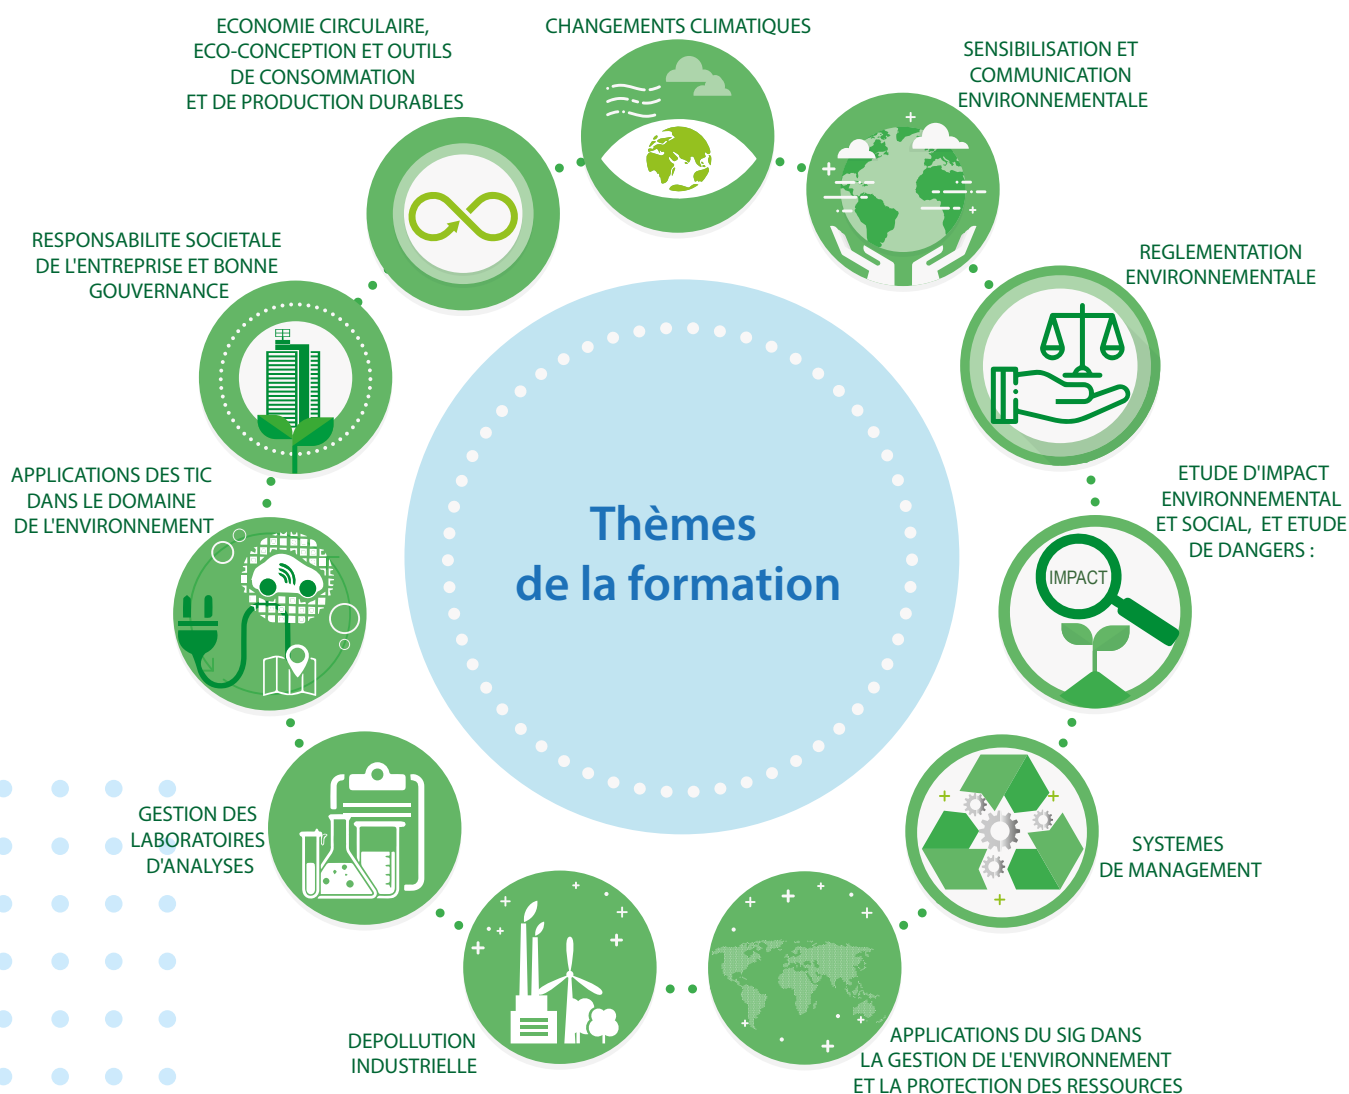 ECONOMIE CIRCULAIRE,
ECO-CONCEPTION ET OUTILS
DE CONSOMMATION
ET DE PRODUCTION DURABLES
CHANGEMENTS CLIMATIQUES
SENSIBILISATION ET
COMMUNICATION
ENVIRONNEMENTALE
RESPONSABILITE SOCIETALE
DE L'ENTREPRISE ET BONNE
GOUVERNANCE
REGLEMENTATION
ENVIRONNEMENTALE
APPLICATIONS DES TIC
DANS LE DOMAINE
DE L'ENVIRONNEMENT
Thèmes
de la formation
ETUDE D'IMPACT
ENVIRONNEMENTAL
ET SOCIAL, ET ETUDE
DE DANGERS :
IMPACT
GESTION DES
LABORATOIRES
D'ANALYSES
SYSTEMES
DE MANAGEMENT
DEPOLLUTION
INDUSTRIELLE
APPLICATIONS DU SIG DANS
LA GESTION DE L'ENVIRONNEMENT
ET LA PROTECTION DES RESSOURCES